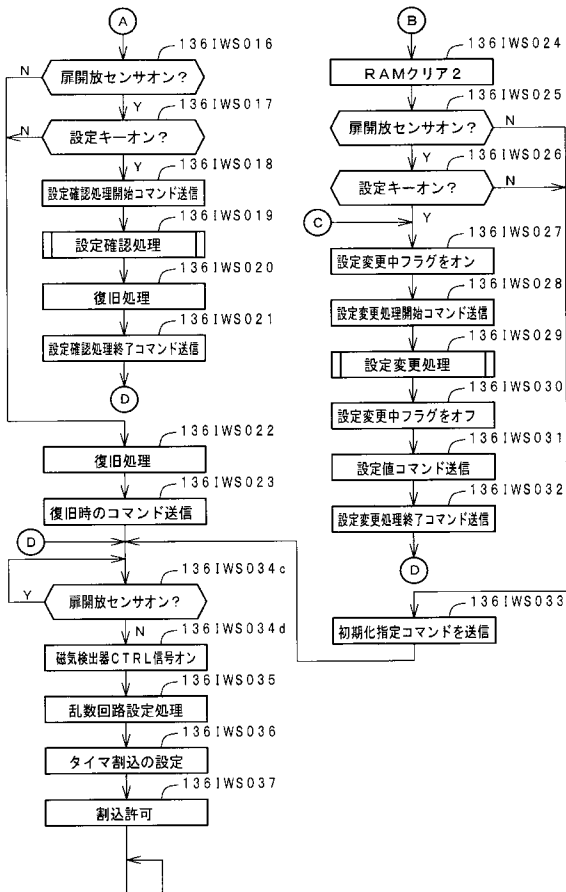 A
136IWS016
扉開放センサオン?
N
Y
136IWS017
設定キーオン?
N
Y
136IWS018
設定確認処理開始コマンド送信
136IWS019
設定確認処理
136IWS020
復旧処理
136IWS021
設定確認処理終了コマンド送信
D
136IWS022
復旧処理
136IWS023
復旧時のコマンド送信
D
136IWS034c
扉開放センサオン?
Y
N
136IWS034d
磁気検出器CTRL信号オン
136IWS035
乱数回路設定処理
136IWS036
タイマ割込の設定
136IWS037
割込許可
B
136IWS024
RAMクリア2
136IWS025
扉開放センサオン?
N
Y
136IWS026
設定キーオン?
N
Y
C
136IWS027
設定変更中フラグをオン
136IWS028
設定変更処理開始コマンド送信
136IWS029
設定変更処理
136IWS030
設定変更中フラグをオフ
136IWS031
設定値コマンド送信
136IWS032
設定変更処理終了コマンド送信
D
136IWS033
初期化指定コマンドを送信